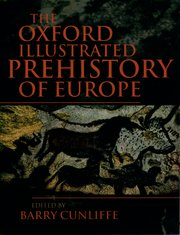 THE
OXFORD
ILLUSTRATED
PREHISTORY
OF EUROPE
EDITED BY
BARRY CUNLIFFE